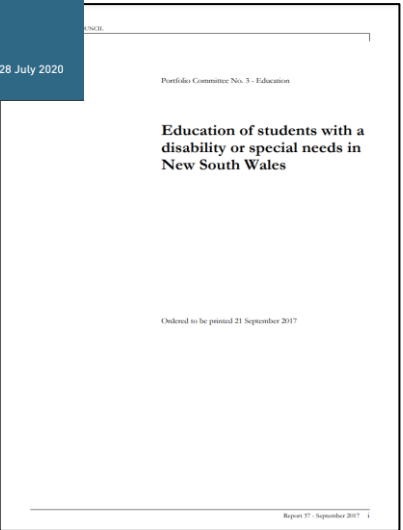 UNCIL
28 July 2020
Portfolio Committee No. 3 - Education
Education of students with a
disability or special needs in
New South Wales
Ordered to be printed 21 September 2017
Report 37 - September 2017 i